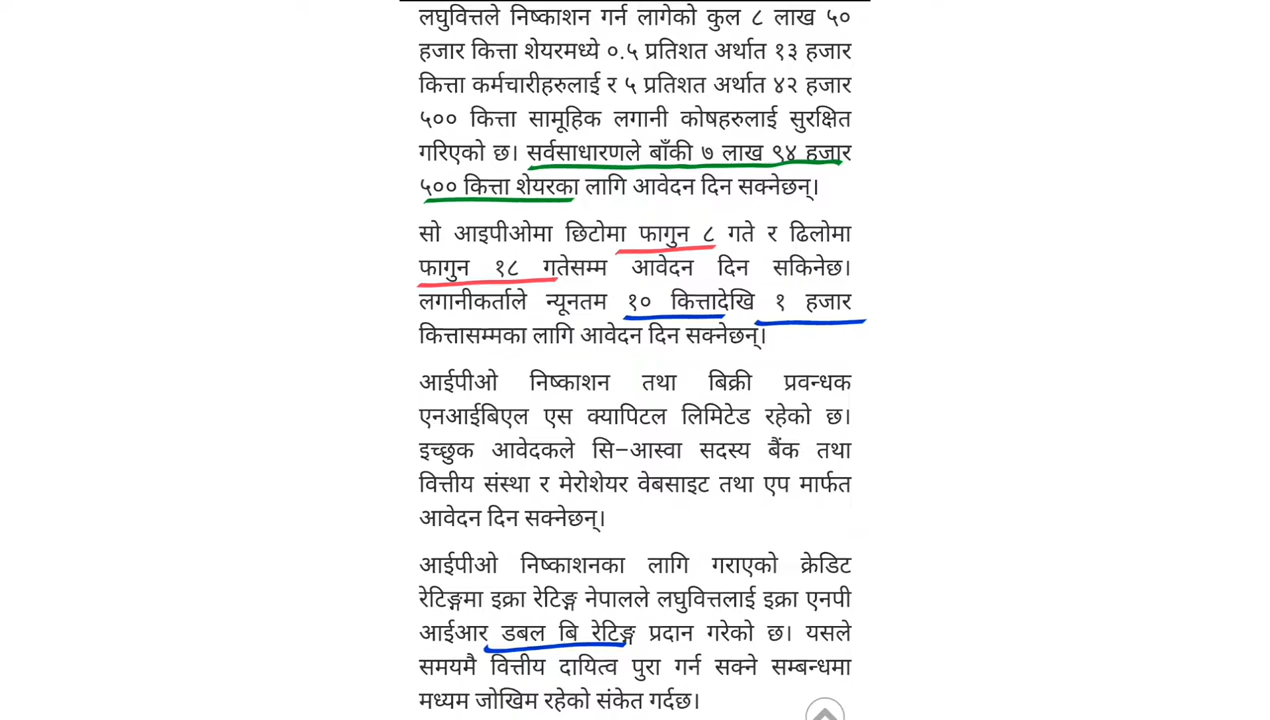 लघुवित्तले निष्काशन गर्न लागेको कुल ८ लाख ५०
हजार कित्ता शेयरमध्ये ०.५ प्रतिशत अर्थात १३ हजार
कित्ता कर्मचारीहरुलाई र ५ प्रतिशत अर्थात ४२ हजार
५०० कित्ता सामूहिक लगानी कोषहरुलाई सुरक्षित
गरिएको छ। सर्वसाधारणले बाँकी ७ लाख ९४ हजार
५०० कित्ता शेयरका लागि आवेदन दिन सक्नेछन्।
सो आइपीओमा छिटोमा फागुन ८ गते र ढिलोमा
फागुन १८ गतेसम्म आवेदन दिन सकिनेछ।
लगानीकर्ताले न्यूनतम १० कित्तादेखि १ हजार
कित्तासम्मका लागि आवेदन दिन सक्नेछन्।
आईपीओ निष्काशन तथा बिक्री प्रवन्धक
एनआईबिएल एस क्यापिटल लिमिटेड रहेको छ।
इच्छुक आवेदकले सि-आस्वा सदस्य बैंक तथा
वित्तीय संस्था र मेरोशेयर वेबसाइट तथा एप मार्फत
आवेदन दिन सक्नेछन्।
आईपीओ निष्काशनका लागि गराएको क्रेडिट
रेटिङ्गमा इक्रा रेटिङ्ग नेपालले लघुवित्तलाई इक्रा एनपी
आईआर डबल बि रेटिङ्ग प्रदान गरेको छ। यसले
समयमै वित्तीय दायित्व पुरा गर्न सक्ने सम्बन्धमा
मध्यम जोखिम रहेको संकेत गर्दछ।